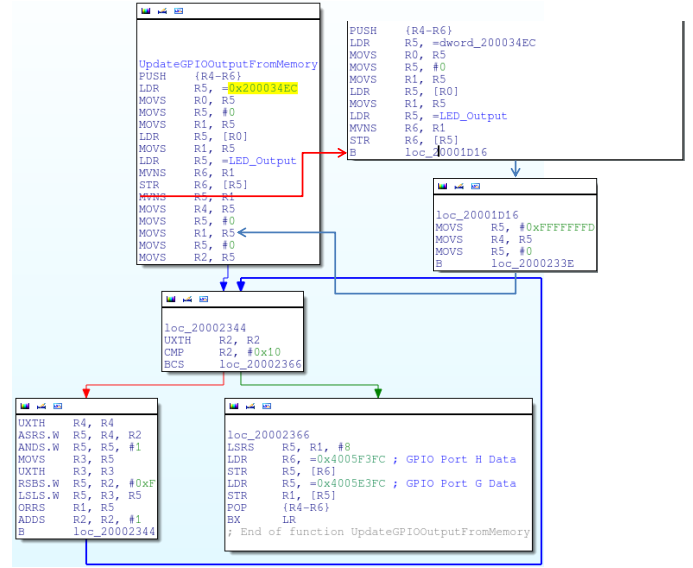 UpdateGPIOOutputFromMemory
PUSH {R4-R6}
LDR R5, =0x200034EC
MOVS R0, R5
MOVS R5, #0
MOVS R1, R5
LDR R5, [R0]
MOVS R1, R5
LDR R5, =LED_Output
MVNS R6, R1
STR R6, [R5]
MVNS R5, R1
MOVS R4, R5
MOVS R5, #0
MOVS R1, R5
MOVS R5, #0
MOVS R2, R5
PUSH {R4-R6}
LDR R5, =dword_200034EC
MOVS R0, R5
MOVS R5, #0
MOVS R1, R5
LDR R5, [R0]
MOVS R1, R5
LDR R5, =LED_Output
MVNS R6, R1
STR R6, [R5]
B loc_20001D16
loc_20001D16
MOVS R5, #0xFFFFFFFD
MOVS R4, R5
MOVS R5, #0
B loc_2000233E
loc_20002344
UXTH R2, R2
CMP R2, #0x10
BCS loc_20002366
UXTH R4, R4
ASRS.W R5, R4, R2
ANDS.W R5, R5, #1
MOVS R3, R5
UXTH R3, R3
RSBS.W R5, R2, #0xF
LSLS.W R5, R3, R5
ORRS R1, R5
ADDS R2, R2, #1
B loc_20002344
loc_20002366
LSRS R5, R1, #8
LDR R6, =0x4005F3FC ; GPIO Port H Data
STR R5, [R6]
LDR R5, =0x4005E3FC ; GPIO Port G Data
STR R1, [R5]
POP {R4-R6}
BX LR
; End of function UpdateGPIOOutputFromMemory